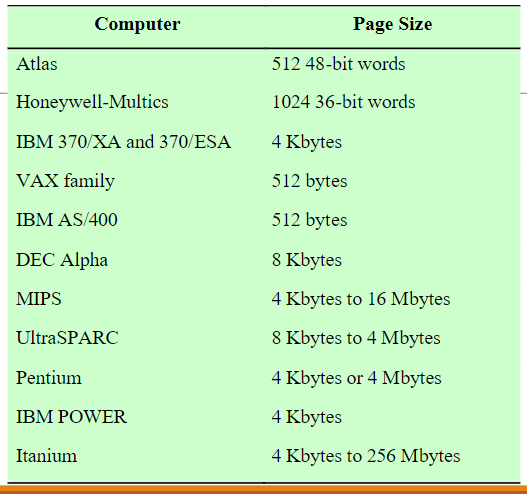 Computer Page Size
Atlas 512 48-bit words
Honeywell-Multics 1024 36-bit words
IBM 370/XA and 370/ESA 4 Kbytes
VAX family 512 bytes
IBM AS/400 512 bytes
DEC Alpha 8 Kbytes
MIPS 4 Kbytes to 16 Mbytes
UltraSPARC 8 Kbytes to 4 Mbytes
Pentium 4 Kbytes or 4 Mbytes
IBM POWER 4 Kbytes
Itanium 4 Kbytes to 256 Mbytes